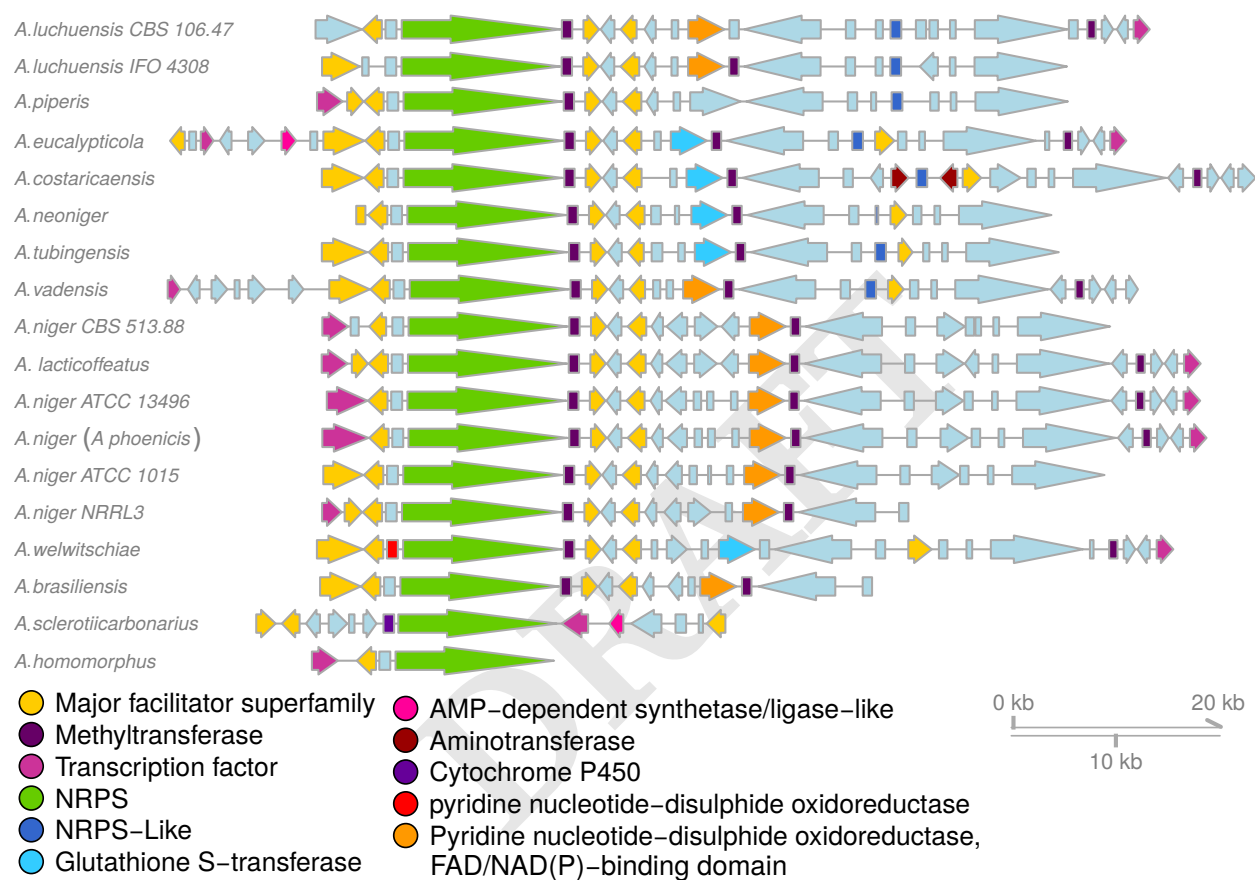 A.luchuensis CBS 106.47
A.luchuensis IFO 4308
A.piperis
A.eucalypticola
A.costaricaensis
A.neoniger
A.tubingensis
A.vadensis
A.niger CBS 513.88
A. lacticoffeatus
A.niger ATCC 13496
A.niger (A phoenicis)
A.niger ATCC 1015
A.niger NRRL3
A.welwitschiae
A.brasiliensis
A.sclerotiicarbonarius
A.homomorphus
DRAFT
Major facilitator superfamily
Methyltransferase
Transcription factor
NRPS
NRPS−Like
Glutathione S−transferase
AMP−dependent synthetase/ligase−like
Aminotransferase
Cytochrome P450
pyridine nucleotide−disulphide oxidoreductase
Pyridine nucleotide−disulphide oxidoreductase,
FAD/NAD(P)−binding domain
0 kb 20 kb
10 kb